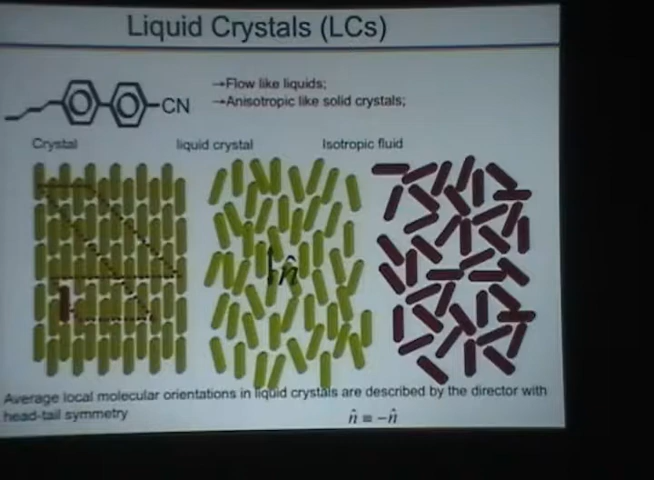 Liquid Crystals (LCs)
→Flow like liquids;
→Anisotropic like solid crystals;
CN
Crystal liquid crystal Isotropic fluid
n̂
Average local molecular orientations in liquid crystals are described by the director with
head-tail symmetry
n̂ = −n̂